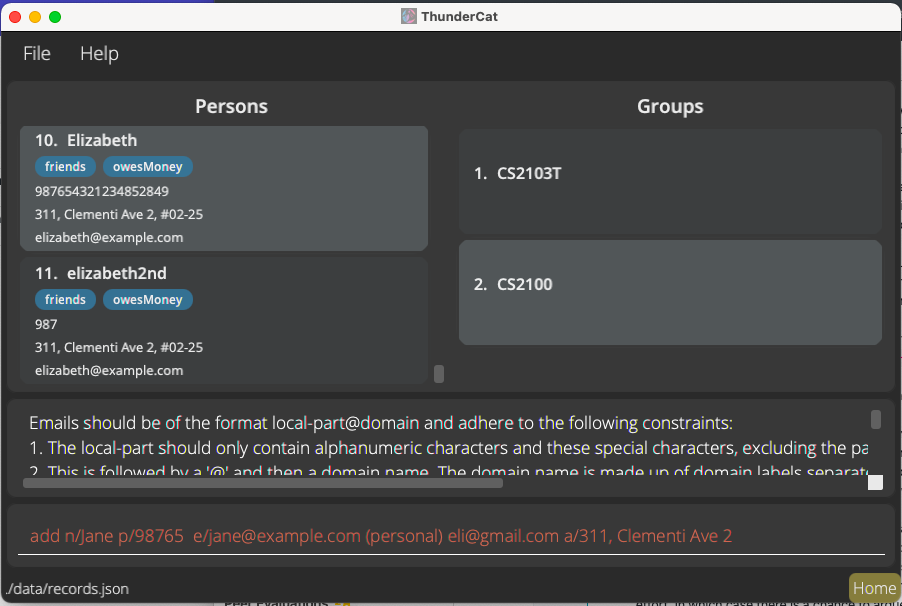 ThunderCat
File Help
Persons
10. Elizabeth
friends owesMoney
987654321234852849
311, Clementi Ave 2, #02-25
elizabeth@example.com
11. elizabeth2nd
friends owesMoney
987
311, Clementi Ave 2, #02-25
elizabeth@example.com
Groups
1. CS2103T
2. CS2100
Emails should be of the format local-part@domain and adhere to the following constraints:
1. The local-part should only contain alphanumeric characters and these special characters, excluding the pa
2. This is followed by a '@' and then a domain name. The domain name is made up of domain labels separat
add n/Jane p/98765 e/jane@example.com (personal) eli@gmail.com a/311, Clementi Ave 2
./data/records.json
Home